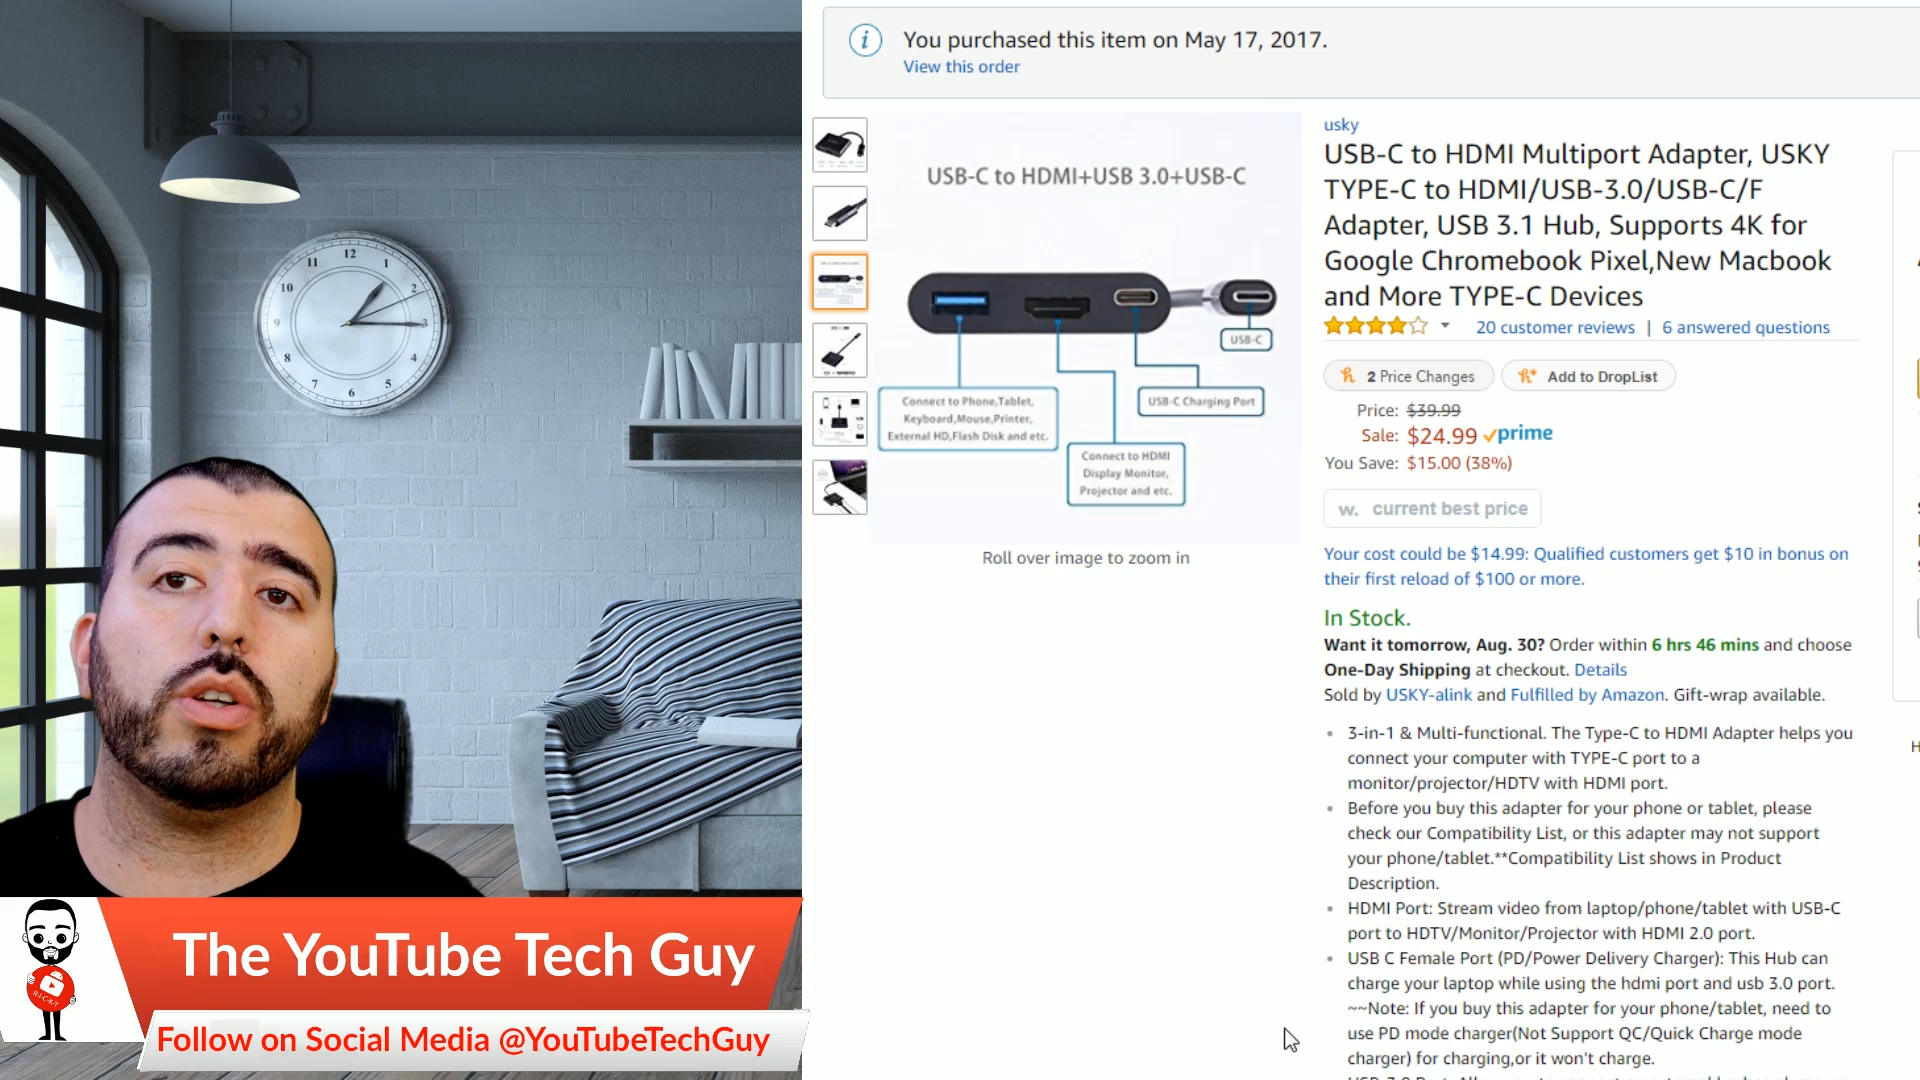 You purchased this item on May 17, 2017.
View this order
usky
USB-C to HDMI Multiport Adapter, USKY
TYPE-C to HDMI/USB-3.0/USB-C/F
Adapter, USB 3.1 Hub, Supports 4K for
Google Chromebook Pixel,New Macbook
and More TYPE-C Devices
20 customer reviews | 6 answered questions
2 Price Changes
Add to DropList
Price: $39.99
Sale: $24.99 prime
You Save: $15.00 (38%)
w. current best price
Your cost could be $14.99: Qualified customers get $10 in bonus on
their first reload of $100 or more.
In Stock.
Want it tomorrow, Aug. 30? Order within 6 hrs 46 mins and choose
One-Day Shipping at checkout. Details
Sold by USKY-alink and Fulfilled by Amazon. Gift-wrap available.
3-in-1 & Multi-functional. The Type-C to HDMI Adapter helps you
connect your computer with TYPE-C port to a
monitor/projector/HDTV with HDMI port.
Before you buy this adapter for your phone or tablet, please
check our Compatibility List, or this adapter may not support
your phone/tablet.**Compatibility List shows in Product
Description.
HDMI Port: Stream video from laptop/phone/tablet with USB-C
port to HDTV/Monitor/Projector with HDMI 2.0 port.
USB C Female Port (PD/Power Delivery Charger): This Hub can
charge your laptop while using the hdmi port and usb 3.0 port.
~~Note: If you buy this adapter for your phone/tablet, need to
use PD mode charger(Not Support QC/Quick Charge mode
charger) for charging,or it won't charge.
USB-C to HDMI+USB 3.0+USB-C
USB-C
USB-C Charging Port
Connect to Phone,Tablet,
Keyboard,Mouse,Printer,
External HD,Flash Disk and etc.
Connect to HDMI
Display Monitor,
Projector and etc.
Roll over image to zoom in
12
1
2
3
4
5
6
7
8
9
10
11
R-I-C-K-Y
The YouTube Tech Guy
Follow on Social Media @YouTubeTechGuy